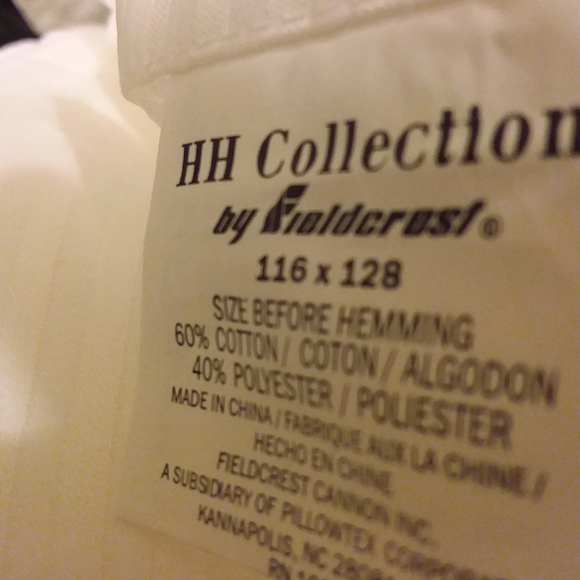 HH Collection
by Fieldcrest®
116 x 128
SIZE BEFORE HEMMING
60% COTTON / COTON / ALGODON
40% POLYESTER / POLIESTER
MADE IN CHINA / FABRIQUE AUX LA CHINE /
HECHO EN CHINE
FIELDCREST CANNON INC.
A SUBSIDIARY OF PILLOWTEX
KANNAPOLIS, NC
RN